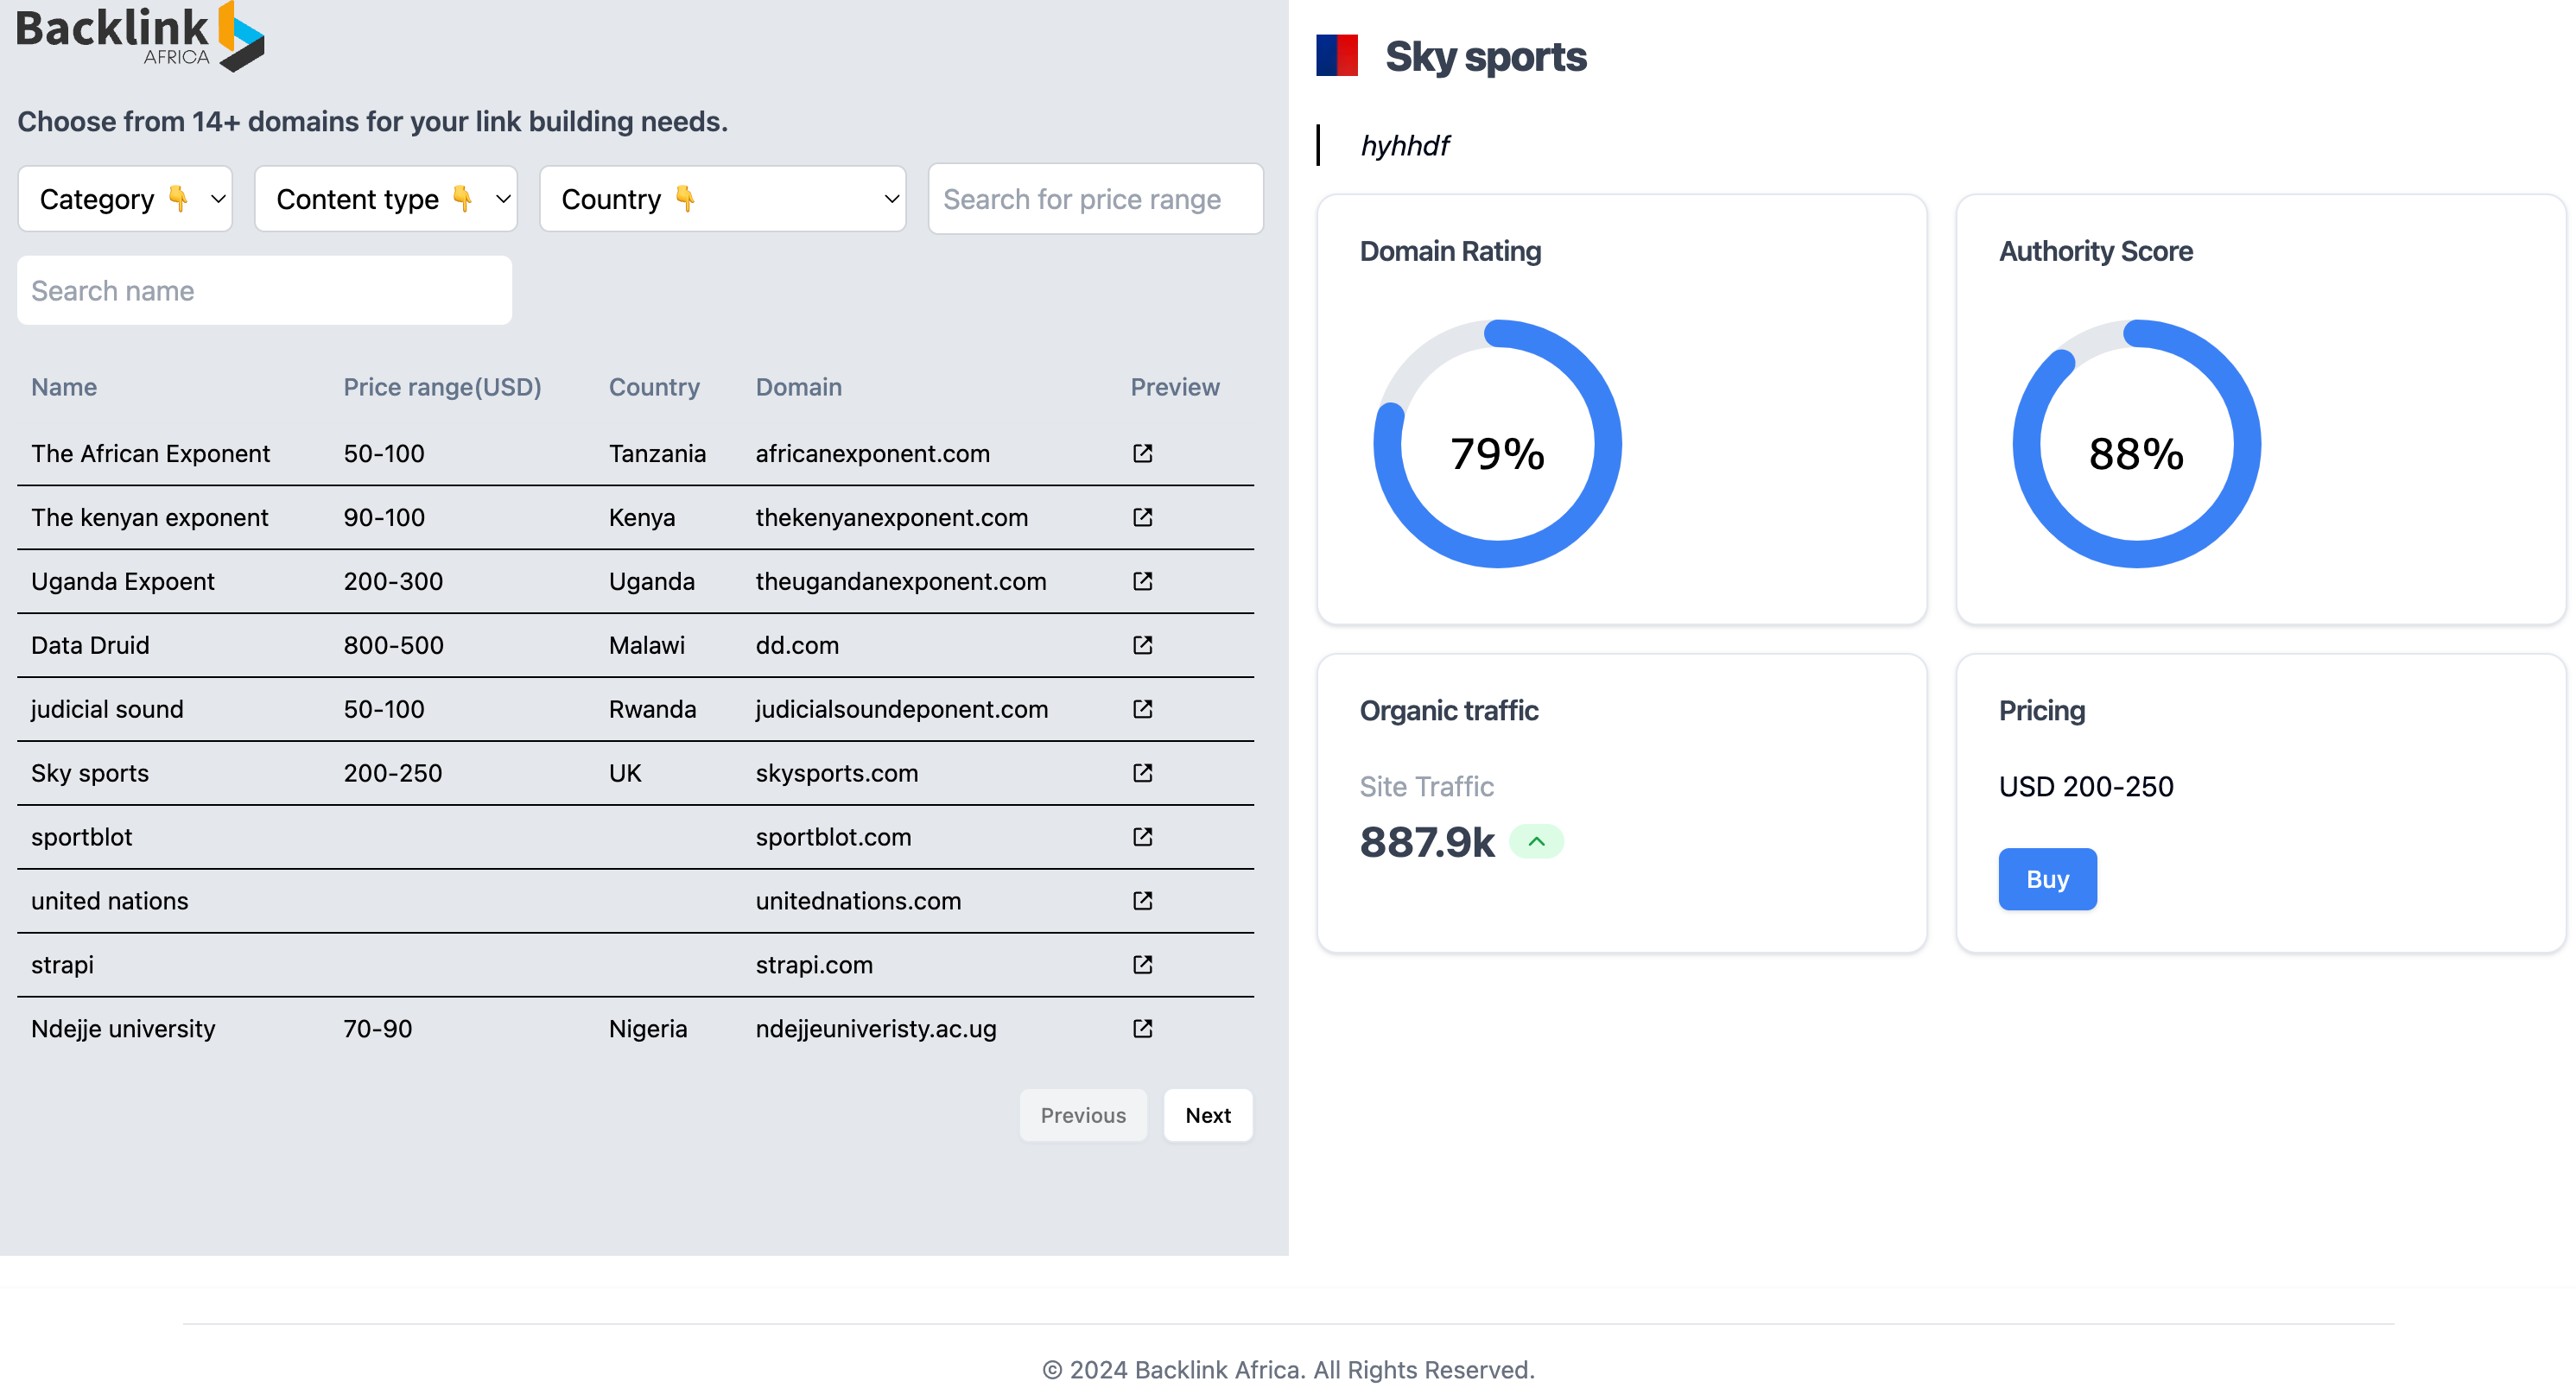 Backlink
AFRICA
Choose from 14+ domains for your link building needs.
Category 👇 Content type 👇 Country 👇 Search for price range
Search name
Name Price range(USD) Country Domain Preview
The African Exponent 50-100 Tanzania africanexponent.com
The kenyan exponent 90-100 Kenya thekenyanexponent.com
Uganda Expoent 200-300 Uganda theugandanexponent.com
Data Druid 800-500 Malawi dd.com
judicial sound 50-100 Rwanda judicialsoundeponent.com
Sky sports 200-250 UK skysports.com
sportblot sportblot.com
united nations unitednations.com
strapi strapi.com
Ndejje university 70-90 Nigeria ndejjeuniveristy.ac.ug
Previous Next
Sky sports
hyhhdf
Domain Rating
79%
Authority Score
88%
Organic traffic
Site Traffic
887.9k
Pricing
USD 200-250
Buy
© 2024 Backlink Africa. All Rights Reserved.